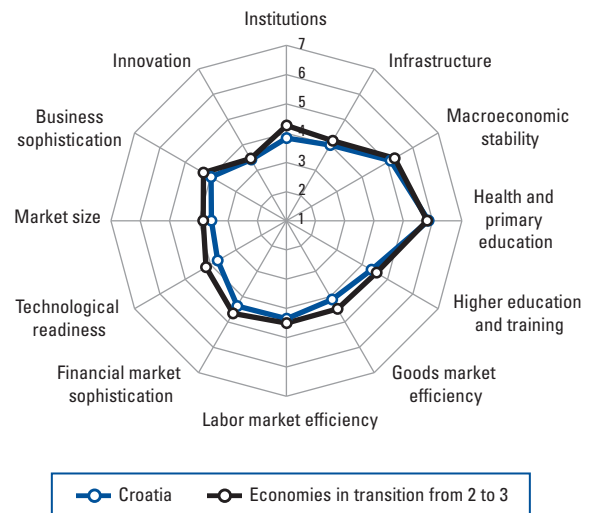 Institutions
Innovation
Infrastructure
Business
sophistication
Macroeconomic
stability
Market size
Health and
primary
education
Technological
readiness
Higher education
and training
Financial market
sophistication
Goods market
efficiency
Labor market efficiency
7
6
5
4
3
2
1
Croatia
Economies in transition from 2 to 3